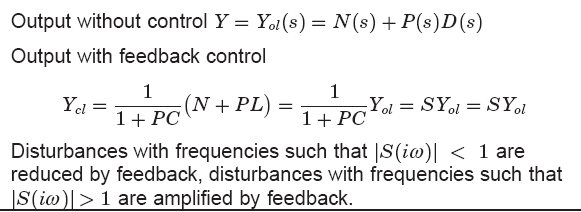 Output without control Y = Y_{ol}(s) = N(s) + P(s)D(s)
Output with feedback control
Y_{cl} = \frac{1}{1 + PC}(N + PL) = \frac{1}{1 + PC}Y_{ol} = SY_{ol} = SY_{ol}
Disturbances with frequencies such that |S(iω)| < 1 are
reduced by feedback, disturbances with frequencies such that
|S(iω)| > 1 are amplified by feedback.